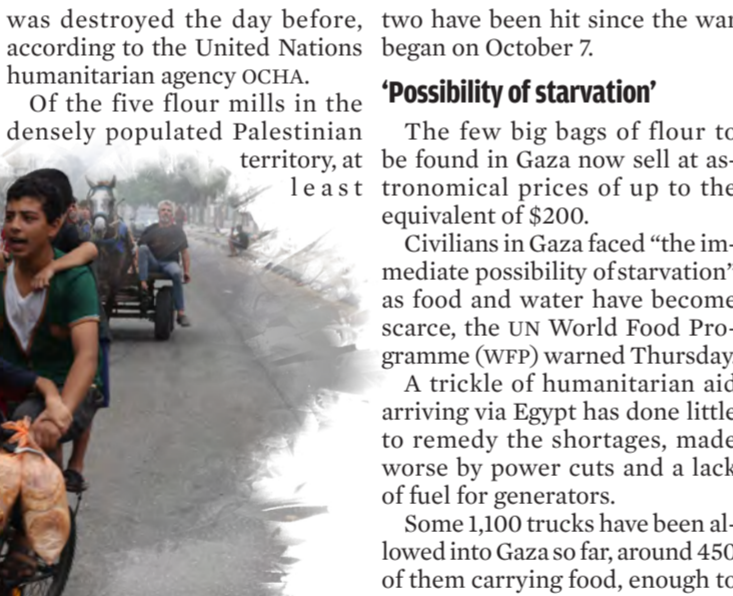 was destroyed the day before,
according to the United Nations
humanitarian agency OCHA.
Of the five flour mills in the
densely populated Palestinian
territory, at
least
two have been hit since the war
began on October 7.
‘Possibility of starvation’
The few big bags of flour to
be found in Gaza now sell at as-
tronomical prices of up to the
equivalent of $200.
Civilians in Gaza faced “the im-
mediate possibility of starvation”
as food and water have become
scarce, the UN World Food Pro-
gramme (WFP) warned Thursday.
A trickle of humanitarian aid
arriving via Egypt has done little
to remedy the shortages, made
worse by power cuts and a lack
of fuel for generators.
Some 1,100 trucks have been al-
lowed into Gaza so far, around 450
of them carrying food, enough to